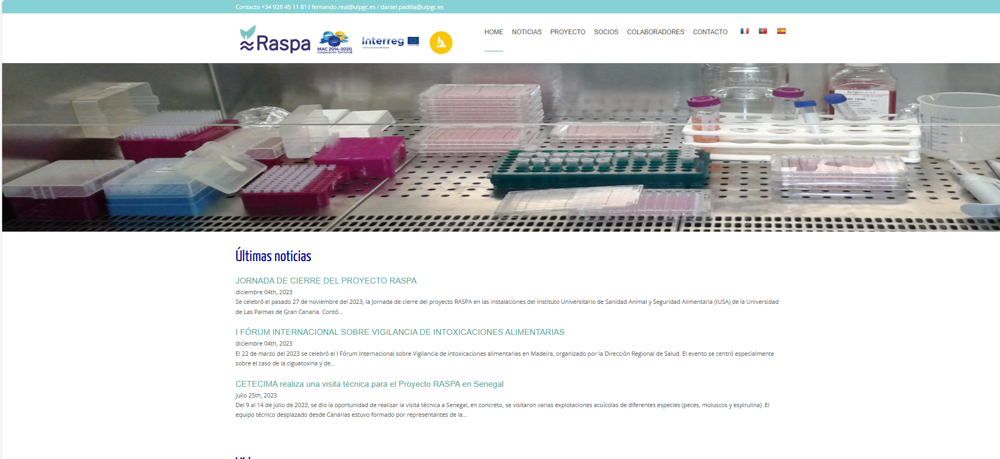 Contacto +34 928 45 11 81 I fernando.real@ulpgc.es / daniel.padilla@ulpgc.es
Raspa
MAC 2014-2020
Cooperación Territorial
Interreg
HOME NOTICIAS PROYECTO SOCIOS COLABORADORES CONTACTO
Últimas noticias
JORNADA DE CIERRE DEL PROYECTO RASPA
diciembre 04th, 2023
Se celebró el pasado 27 de noviembre del 2023, la Jornada de cierre del proyecto RASPA en las instalaciones del Instituto Universitario de Sanidad Animal y Seguridad Alimentaria (IUSA) de la Universidad
de Las Palmas de Gran Canaria. Contó...
I FÓRUM INTERNACIONAL SOBRE VIGILANCIA DE INTOXICACIONES ALIMENTARIAS
diciembre 04th, 2023
El 22 de marzo del 2023 se celebró el I Fórum Internacional sobre Vigilancia de intoxicaciones alimentarias en Madeira, organizado por la Dirección Regional de Salud. El evento se centró especialmente
sobre el caso de la ciguatoxina y de...
CETECIMA realiza una visita técnica para el Proyecto RASPA en Senegal
julio 25th, 2023
Del 9 al 14 de julio de 2023, se dio la oportunidad de realizar la visita técnica a Senegal, en concreto, se visitaron varias explotaciones acuícolas de diferentes especies (peces, moluscos y espirulina). El
equipo técnico desplazado desde Canarias estuvo formado por representantes de la...